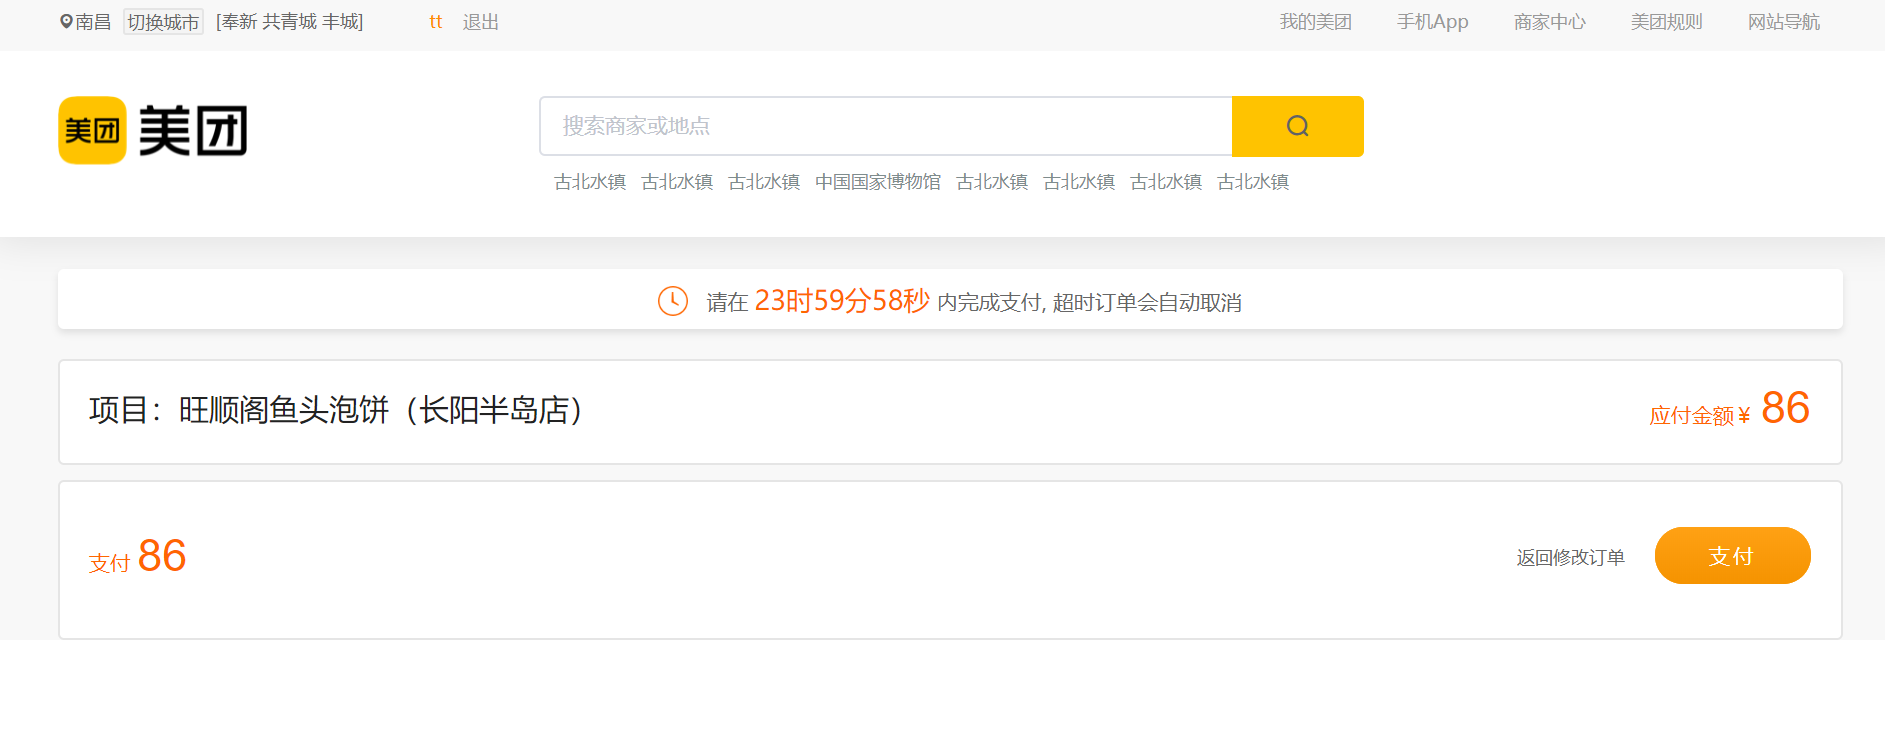 南昌 切换城市 [奉新 共青城 丰城] tt 退出 我的美团 手机App 商家中心 美团规则 网站导航
美团 美团
搜索商家或地点
古北水镇 古北水镇 古北水镇 中国国家博物馆 古北水镇 古北水镇 古北水镇 古北水镇
请在 23时59分58秒 内完成支付, 超时订单会自动取消
项目：旺顺阁鱼头泡饼（长阳半岛店） 应付金额¥ 86
支付 86 返回修改订单 支付